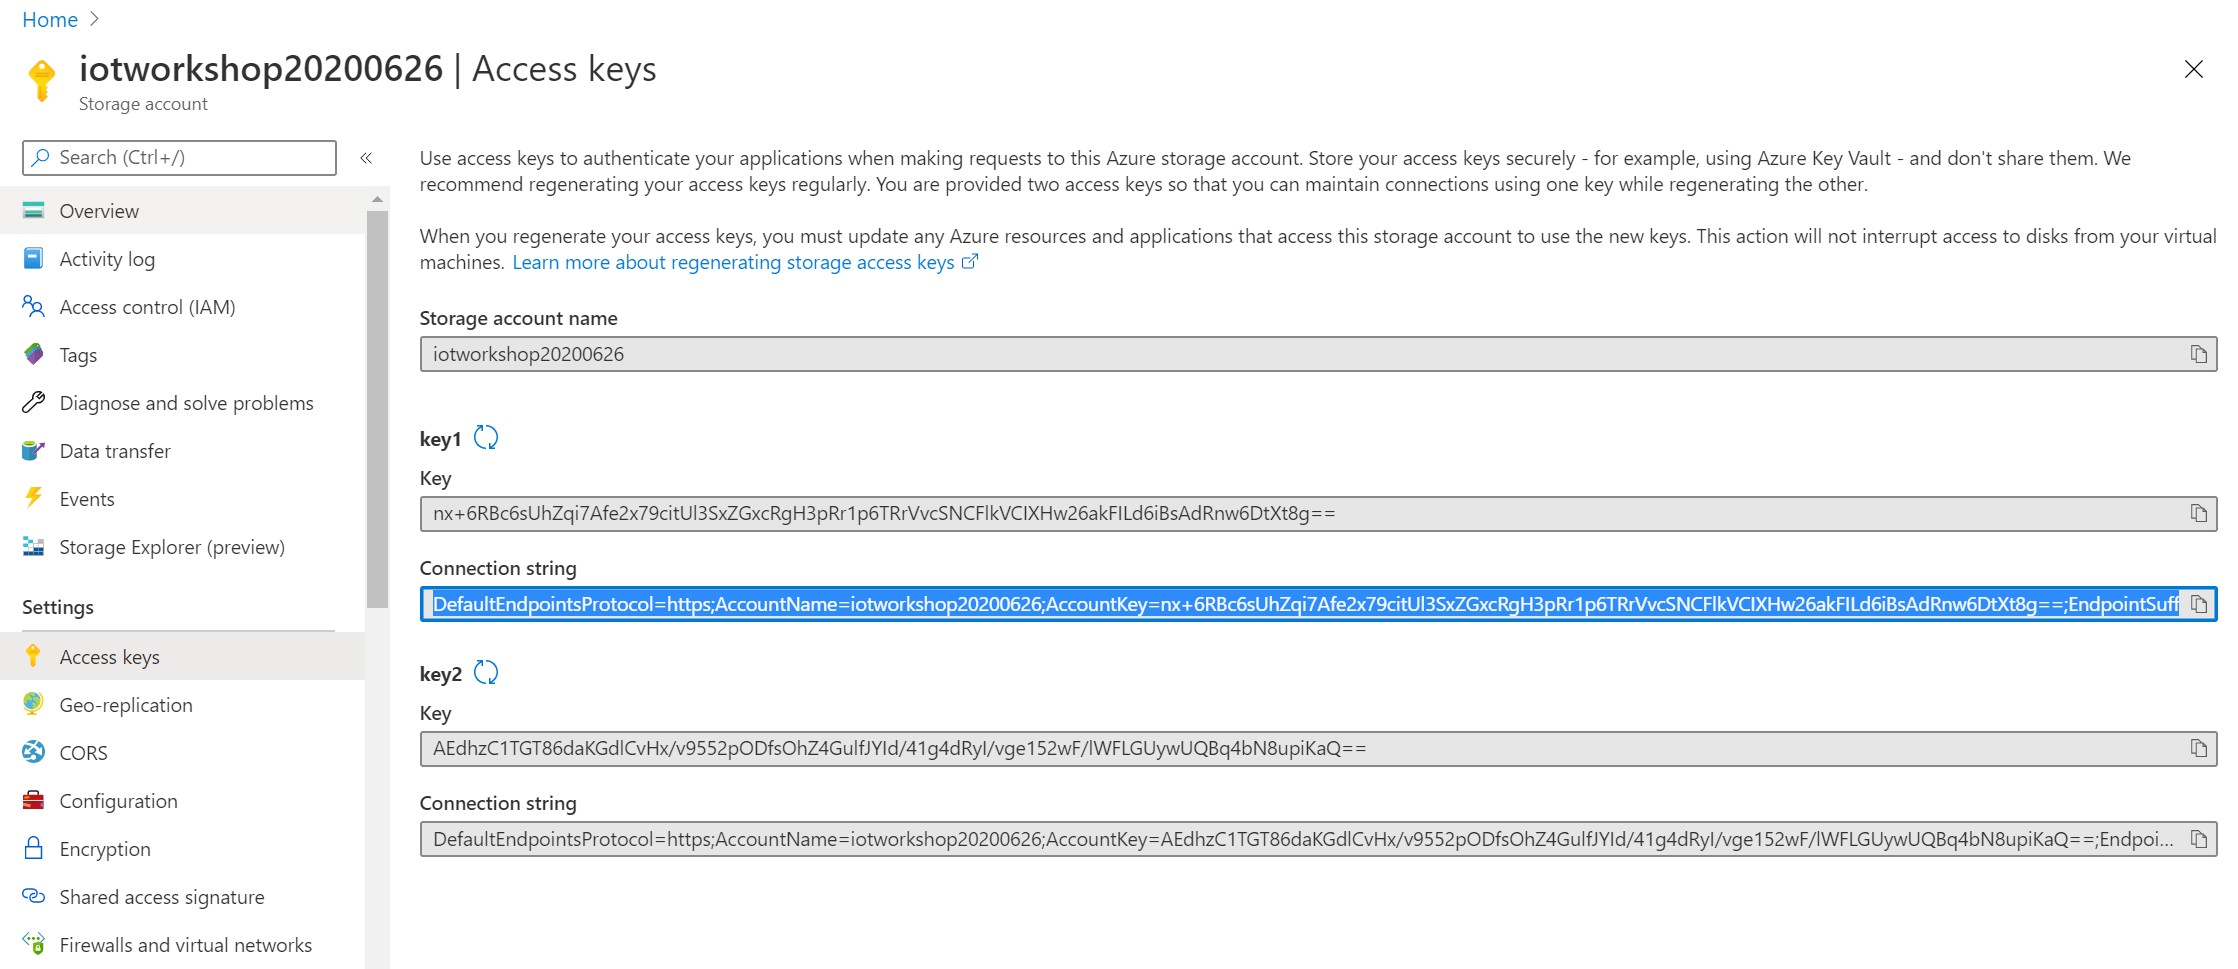 Home
iotworkshop20200626 | Access keys
Storage account
Search (Ctrl+/)
«
Overview
Activity log
Access control (IAM)
Tags
Diagnose and solve problems
Data transfer
Events
Storage Explorer (preview)
Settings
Access keys
Geo-replication
CORS
Configuration
Encryption
Shared access signature
Firewalls and virtual networks
Use access keys to authenticate your applications when making requests to this Azure storage account. Store your access keys securely - for example, using Azure Key Vault - and don't share them. We
recommend regenerating your access keys regularly. You are provided two access keys so that you can maintain connections using one key while regenerating the other.
When you regenerate your access keys, you must update any Azure resources and applications that access this storage account to use the new keys. This action will not interrupt access to disks from your virtual
machines. Learn more about regenerating storage access keys
Storage account name
iotworkshop20200626
key1
Key
nx+6RBc6sUhZqi7Afe2x79citUl3SxZGxcRgH3pRr1p6TRrVvcSNCFlkVCIXHw26akFILd6iBsAdRnw6DtXt8g==
Connection string
DefaultEndpointsProtocol=https;AccountName=iotworkshop20200626;AccountKey=nx+6RBc6sUhZqi7Afe2x79citUl3SxZGxcRgH3pRr1p6TRrVvcSNCFlkVCIXHw26akFILd6iBsAdRnw6DtXt8g==;EndpointSuff
key2
Key
AEdhzC1TGT86daKGdlCvHx/v9552pODfsOhZ4GulfJYId/41g4dRyI/vge152wF/lWFLGUywUQBq4bN8upiKaQ==
Connection string
DefaultEndpointsProtocol=https;AccountName=iotworkshop20200626;AccountKey=AEdhzC1TGT86daKGdlCvHx/v9552pODfsOhZ4GulfJYId/41g4dRyI/vge152wF/lWFLGUywUQBq4bN8upiKaQ==;Endpoi...